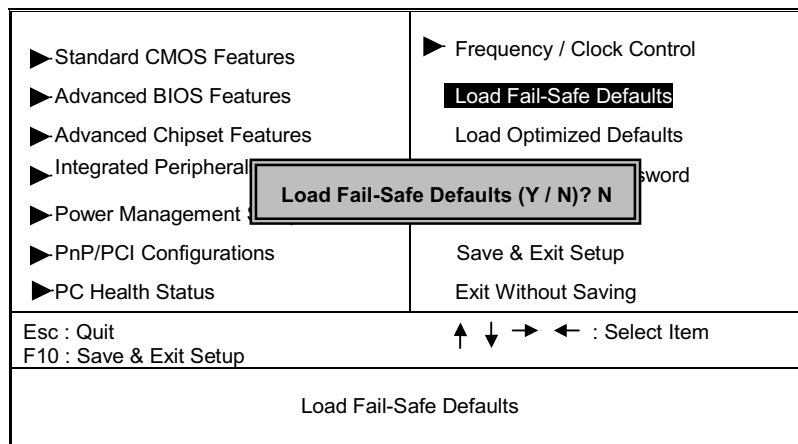 Standard CMOS Features
Advanced BIOS Features
Advanced Chipset Features
Integrated Peripheral
Power Management
PnP/PCI Configurations
PC Health Status
Frequency / Clock Control
Load Fail-Safe Defaults
Load Optimized Defaults
Save & Exit Setup
Exit Without Saving
Load Fail-Safe Defaults (Y / N)? N
Esc : Quit
F10 : Save & Exit Setup
↑ ↓ → ← : Select Item
Load Fail-Safe Defaults